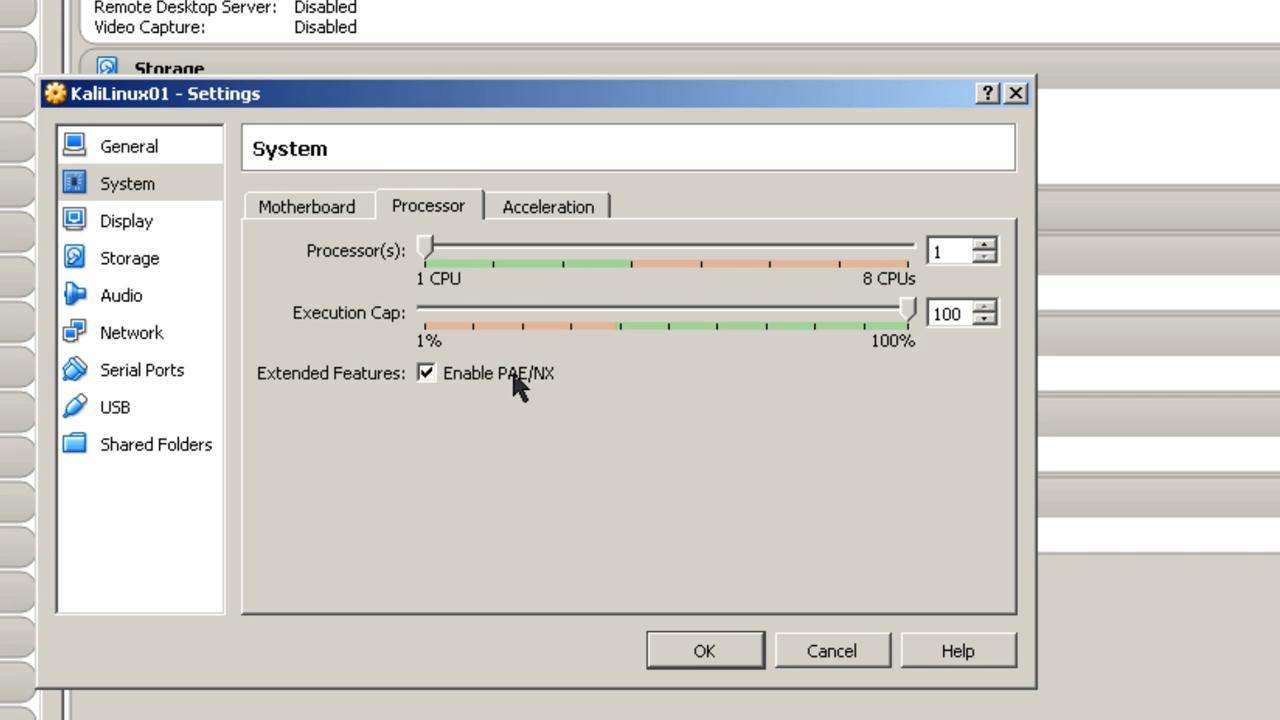 Remote Desktop Server: Disabled
Video Capture: Disabled
Storage
KaliLinux01 - Settings
General
System
Display
Storage
Audio
Network
Serial Ports
USB
Shared Folders
System
Motherboard Processor Acceleration
Processor(s): 1
1 CPU 8 CPUs
Execution Cap: 100
1% 100%
Extended Features: Enable PAE/NX
OK Cancel Help